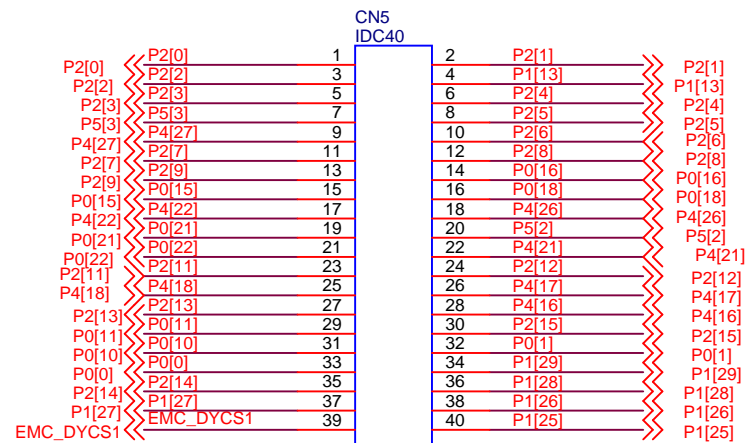 CN5
IDC40
P2[0] P2[0] 1 2 P2[1] P2[1]
P2[2] P2[2] 3 4 P1[13] P1[13]
P2[3] P2[3] 5 6 P2[4] P2[4]
P5[3] P5[3] 7 8 P2[5] P2[5]
P4[27] P4[27] 9 10 P2[6] P2[6]
P2[7] P2[7] 11 12 P2[8] P2[8]
P2[9] P2[9] 13 14 P0[16] P0[16]
P0[15] P0[15] 15 16 P0[18] P0[18]
P4[22] P4[22] 17 18 P4[26] P4[26]
P0[21] P0[21] 19 20 P5[2] P5[2]
P0[22] P0[22] 21 22 P4[21] P4[21]
P2[11] P2[11] 23 24 P2[12] P2[12]
P4[18] P4[18] 25 26 P4[17] P4[17]
P2[13] P2[13] 27 28 P4[16] P4[16]
P0[11] P0[11] 29 30 P2[15] P2[15]
P0[10] P0[10] 31 32 P0[1] P0[1]
P0[0] P0[0] 33 34 P1[29] P1[29]
P2[14] P2[14] 35 36 P1[28] P1[28]
P1[27] P1[27] 37 38 P1[26] P1[26]
EMC_DYCS1 EMC_DYCS1 39 40 P1[25] P1[25]